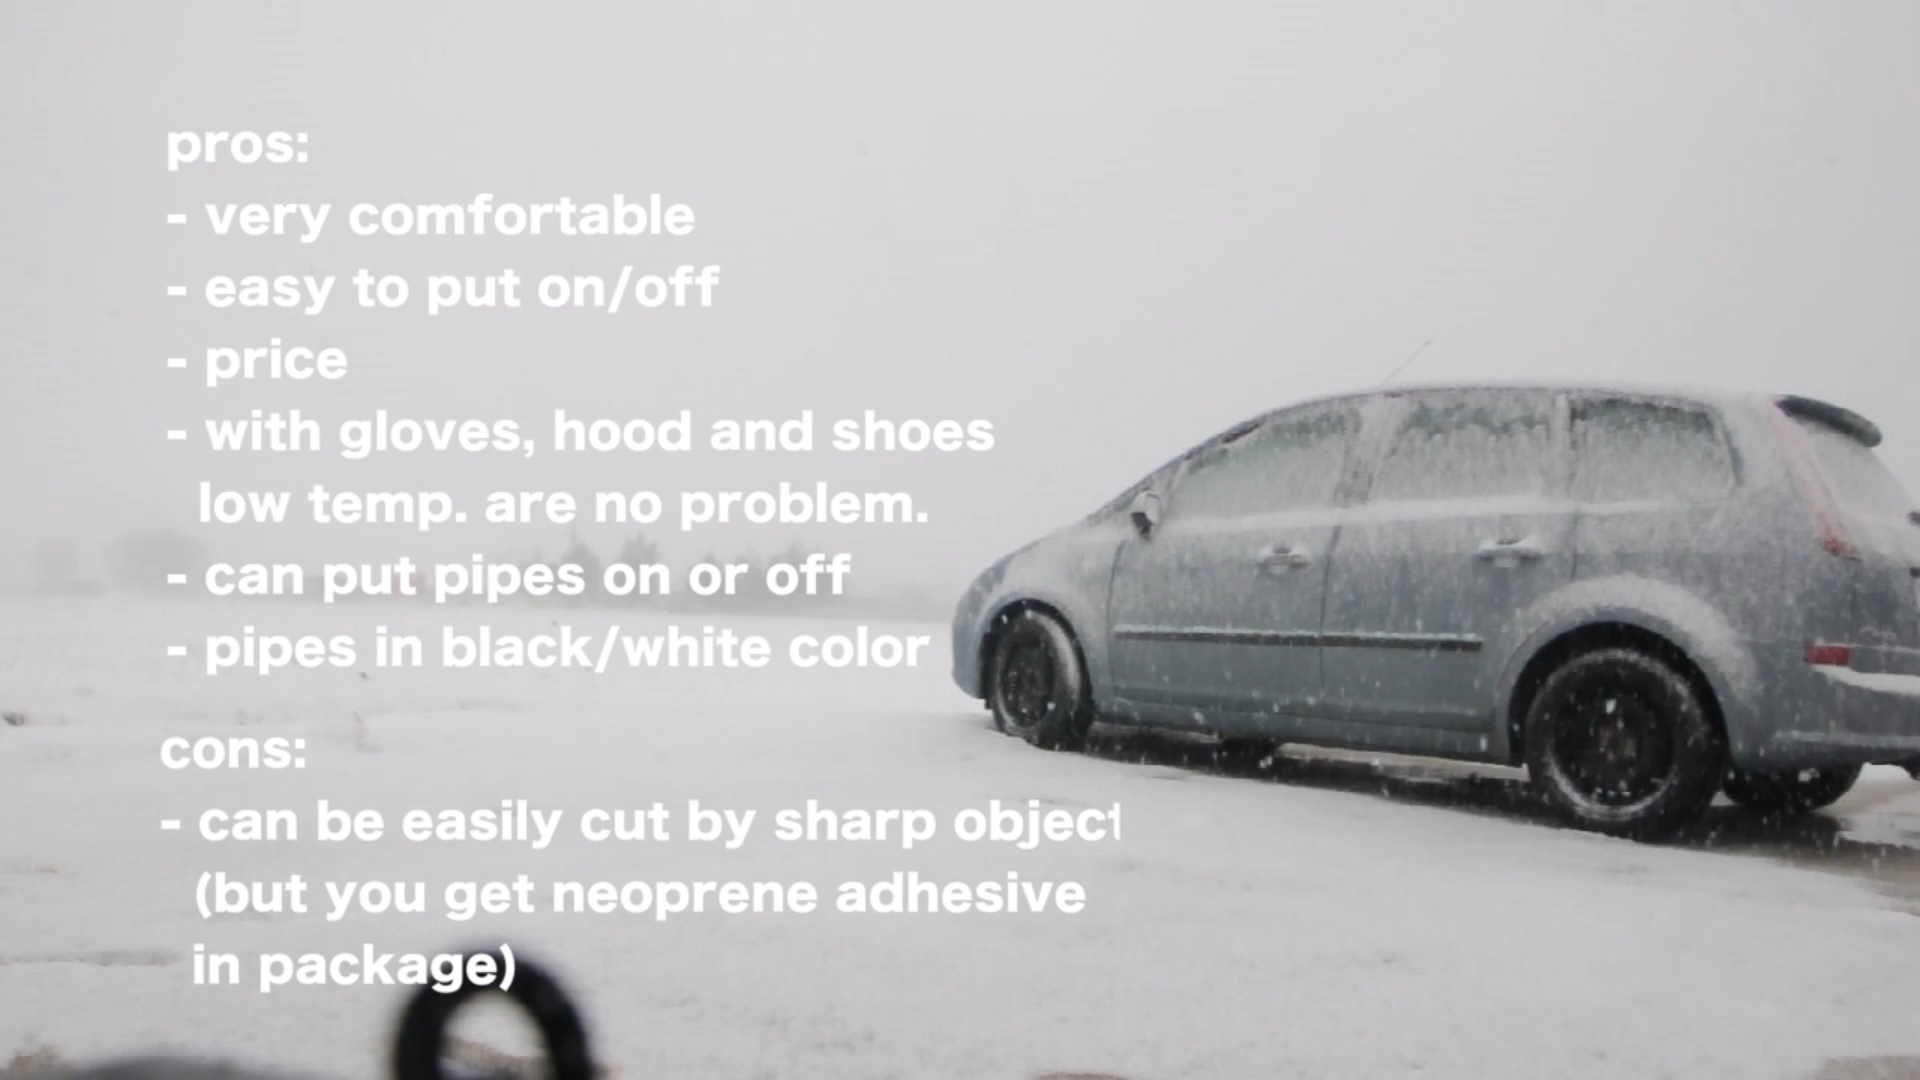 pros:
- very comfortable
- easy to put on/off
- price
- with gloves, hood and shoes
low temp. are no problem.
- can put pipes on or off
- pipes in black/white color
cons:
- can be easily cut by sharp object
(but you get neoprene adhesive
in package)